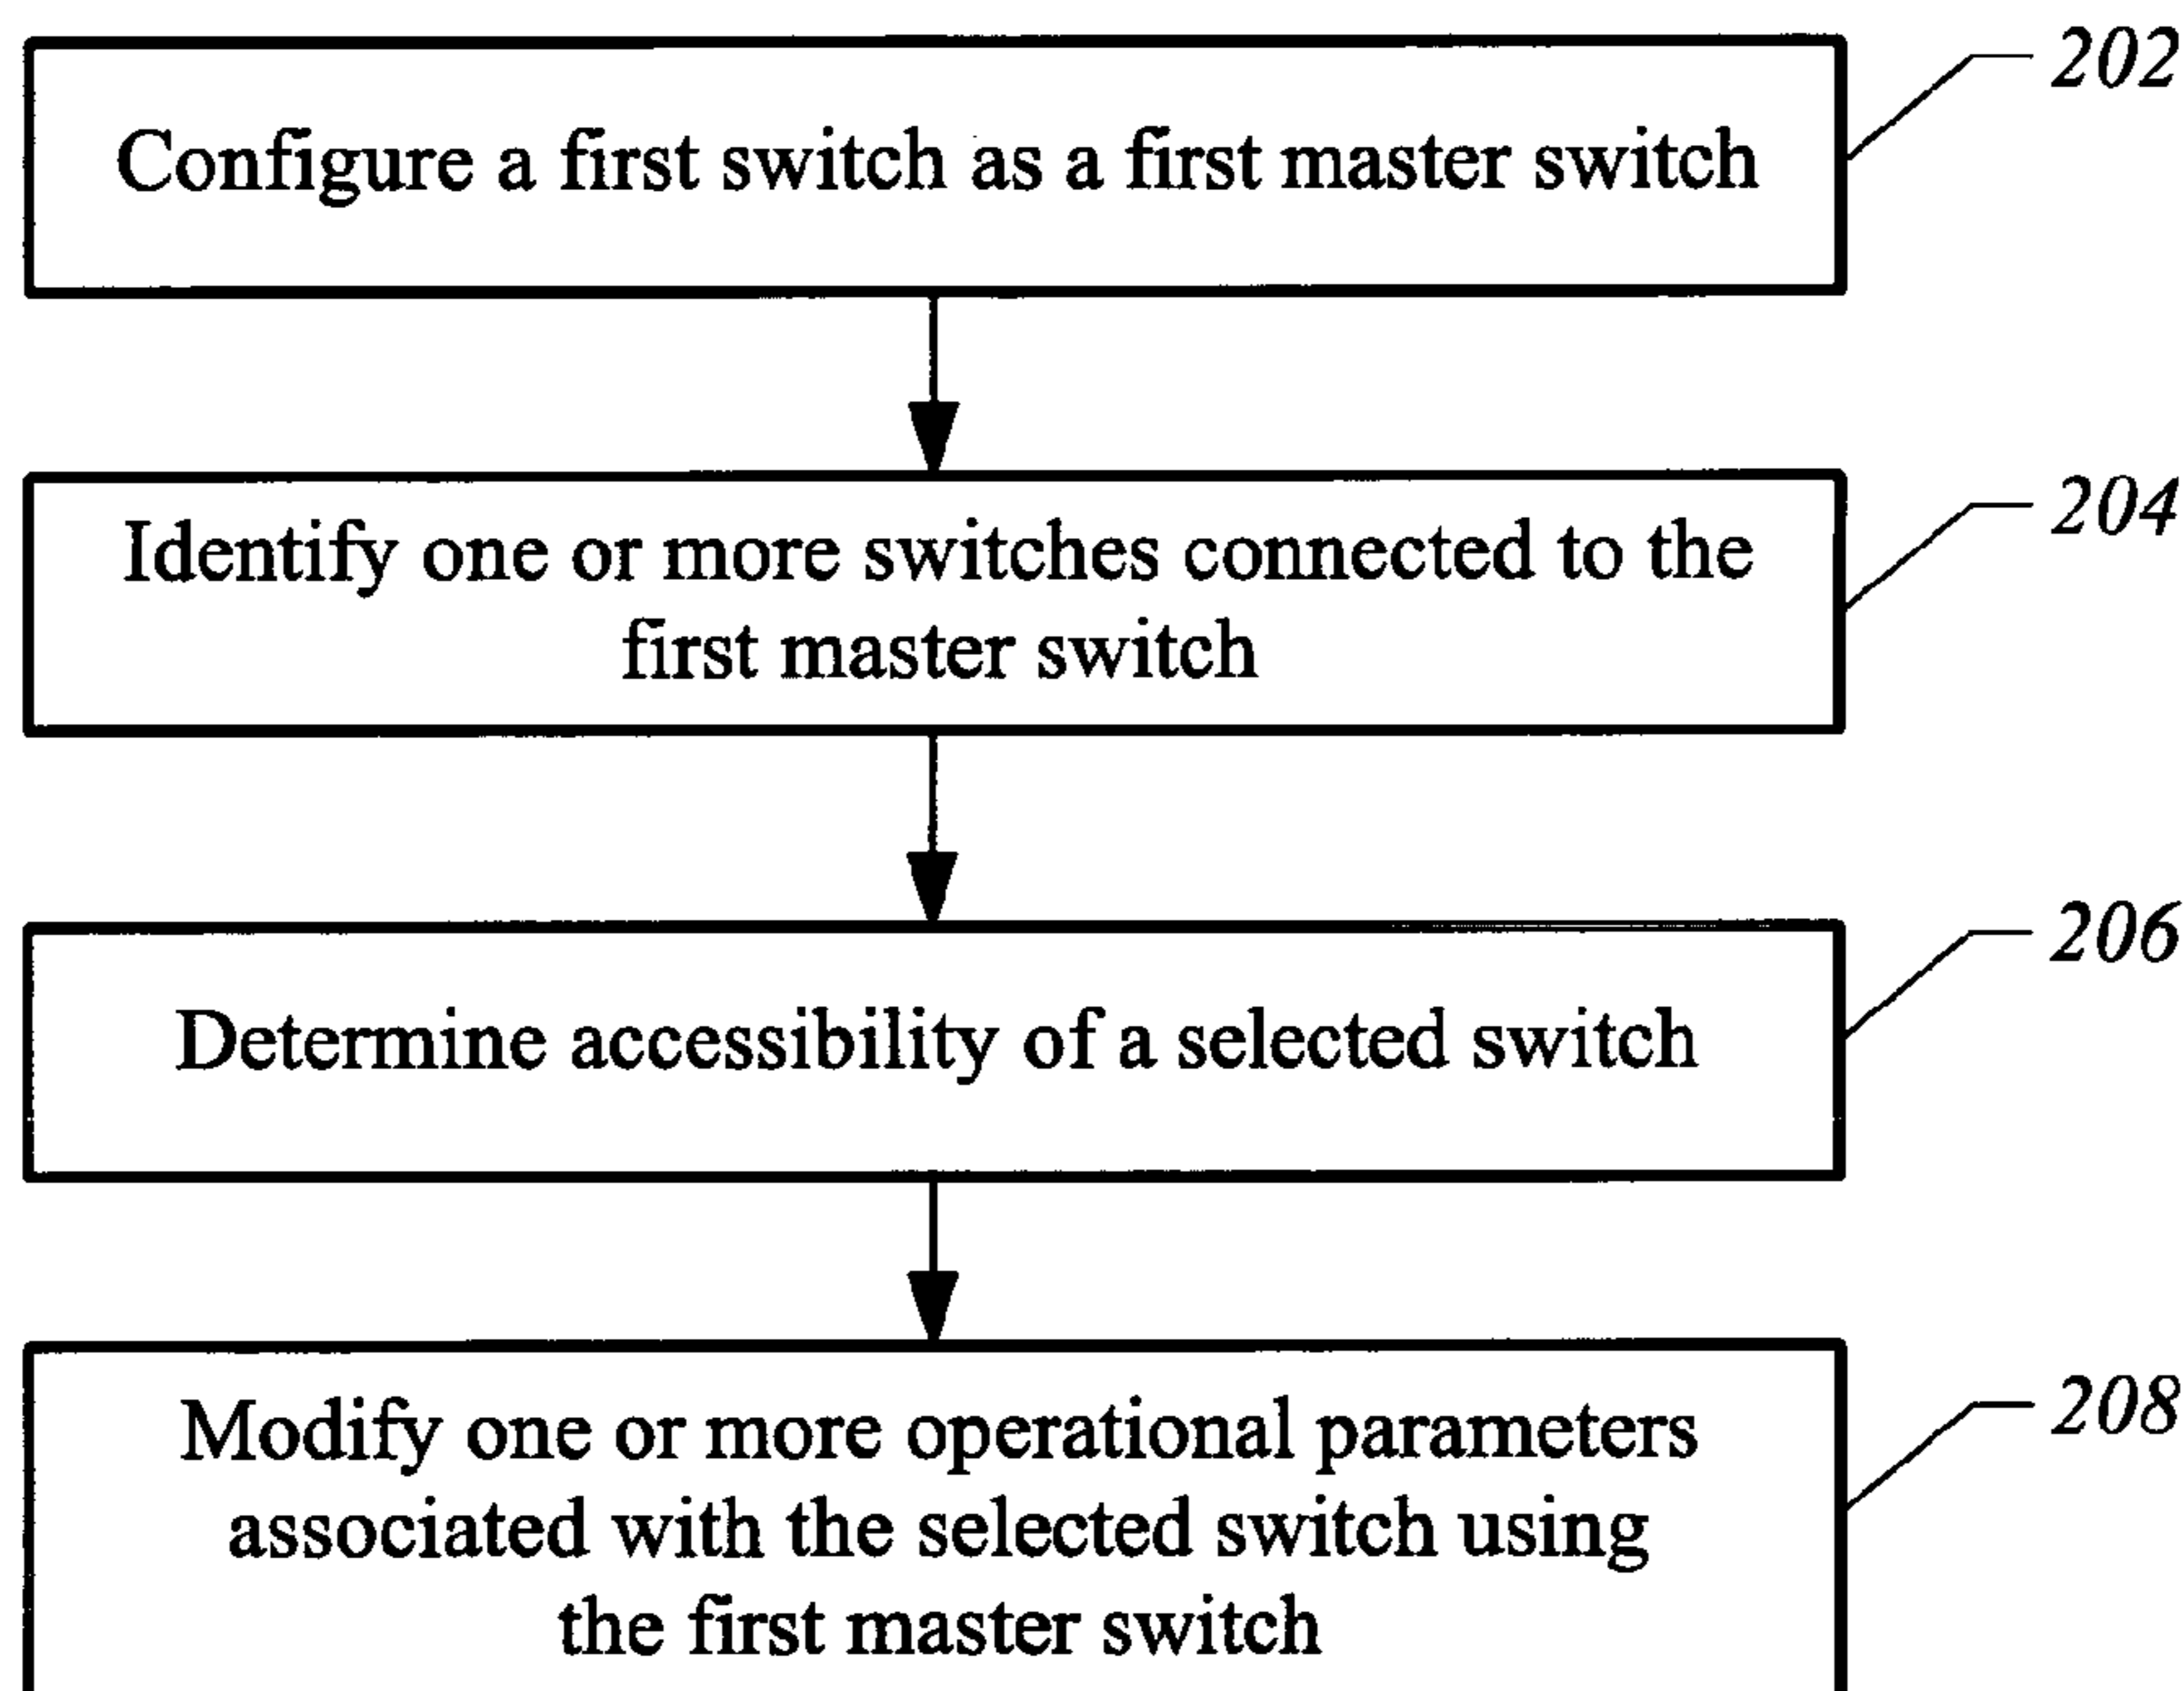 202
Configure a first switch as a first master switch
204
Identify one or more switches connected to the
first master switch
206
Determine accessibility of a selected switch
208
Modify one or more operational parameters
associated with the selected switch using
the first master switch